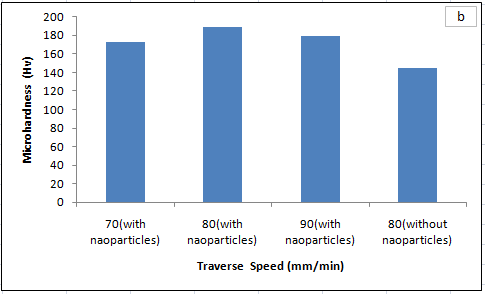 b
200
180
160
140
120
100
80
60
40
20
0
Microhardness (Hv)
70(with naoparticles)
80(with naoparticles)
90(with naoparticles)
80(without naoparticles)
Traverse Speed (mm/min)